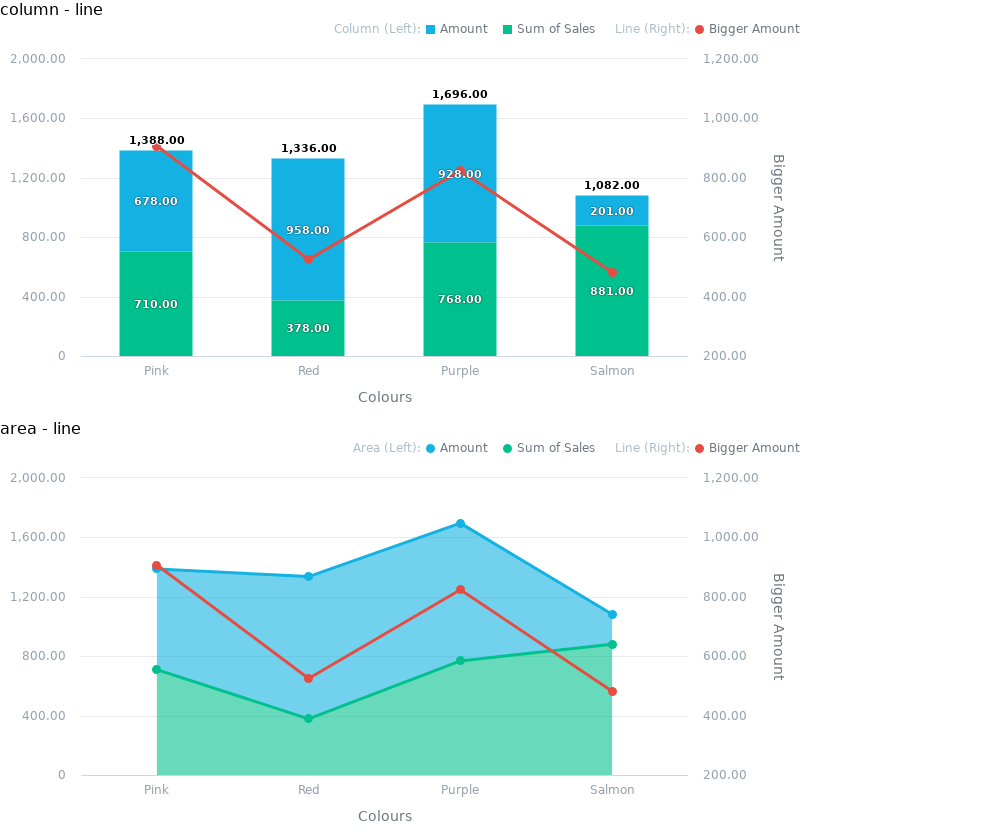 column - line
Column (Left): Amount Sum of Sales Line (Right): Bigger Amount
2,000.00 1,200.00
1,696.00
1,600.00 1,000.00
1,388.00 1,336.00
1,200.00 928.00 800.00
1,082.00
678.00 201.00
958.00
800.00 600.00
Bigger Amount
881.00
400.00 710.00 768.00 400.00
378.00
0 200.00
Pink Red Purple Salmon
Colours
area - line
Area (Left): Amount Sum of Sales Line (Right): Bigger Amount
2,000.00 1,200.00
1,600.00 1,000.00
1,200.00 800.00
800.00 600.00
Bigger Amount
400.00 400.00
0 200.00
Pink Red Purple Salmon
Colours